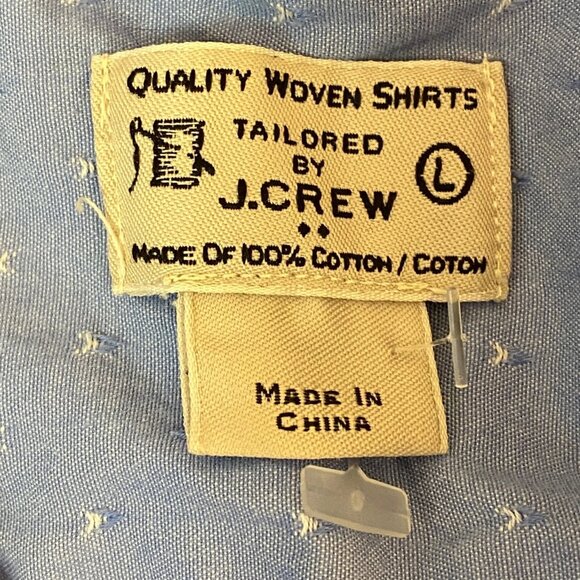 QUALITY WOVEN SHIRTS
TAILORED
BY
J.CREW
L
MADE OF 100% COTTON / COTON
MADE IN
CHINA